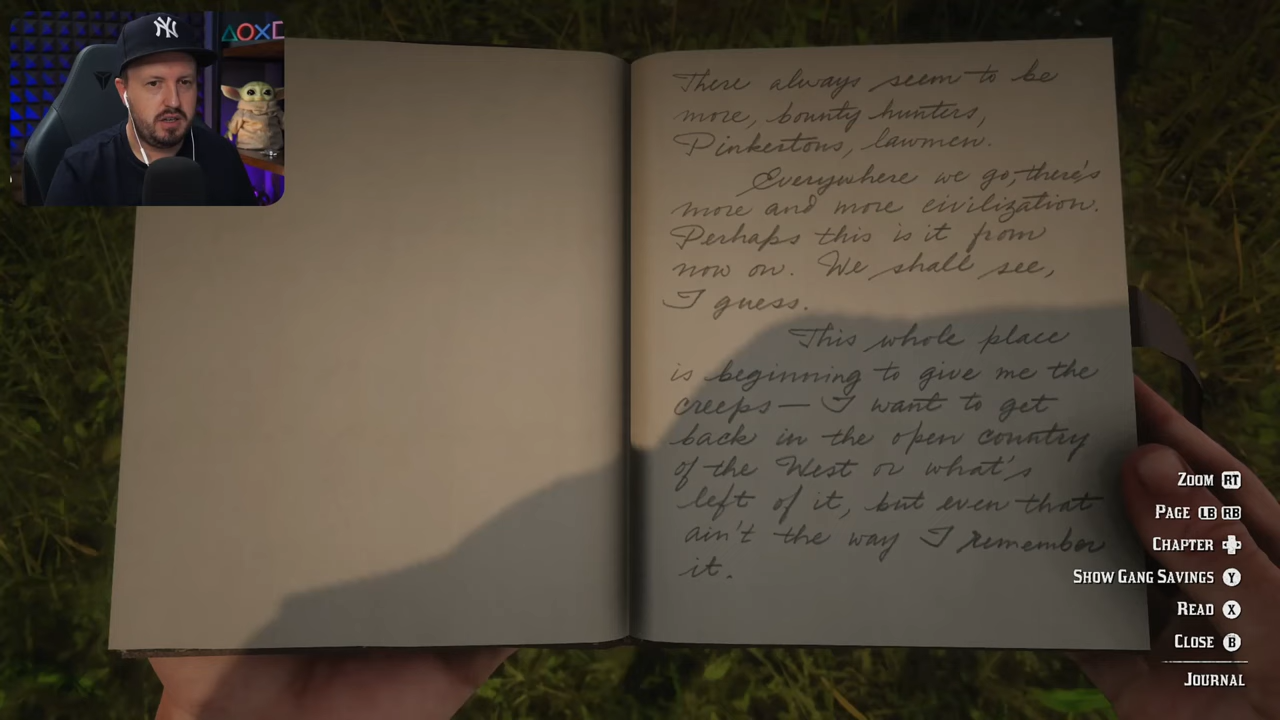 NY
There always seem to be
more, bounty hunters,
Pinkertons, lawmen.
Everywhere we go, there's
more and more civilization.
Perhaps this is it from
now on. We shall see,
I guess.
This whole place
is beginning to give me the
creeps — I want to get
back in the open country
of the West or what's
left of it, but even that
ain't the way I remember
it.
ZOOM RT
PAGE LB RB
CHAPTER
SHOW GANG SAVINGS Y
READ X
CLOSE B
JOURNAL